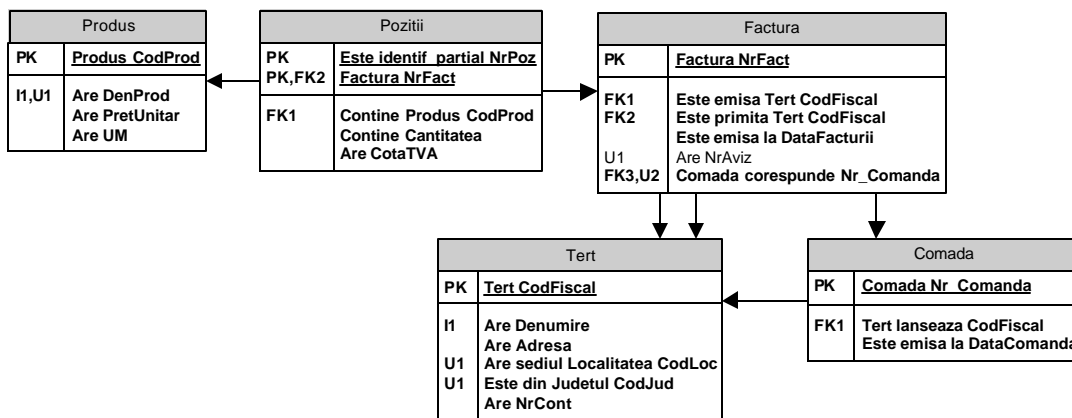 Produs
PK Produs CodProd
I1,U1 Are DenProd
Are PretUnitar
Are UM
Pozitii
PK Este identif partial NrPoz
PK,FK2 Factura NrFact
FK1 Contine Produs CodProd
Contine Cantitatea
Are CotaTVA
Factura
PK Factura NrFact
FK1 Este emisa Tert CodFiscal
FK2 Este primita Tert CodFiscal
Este emisa la DataFacturii
U1 Are NrAviz
FK3,U2 Comada corespunde Nr_Comanda
Tert
PK Tert CodFiscal
I1 Are Denumire
Are Adresa
U1 Are sediul Localitatea CodLoc
U1 Este din Judetul CodJud
Are NrCont
Comada
PK Comada Nr_Comanda
FK1 Tert lanseaza CodFiscal
Este emisa la DataComanda